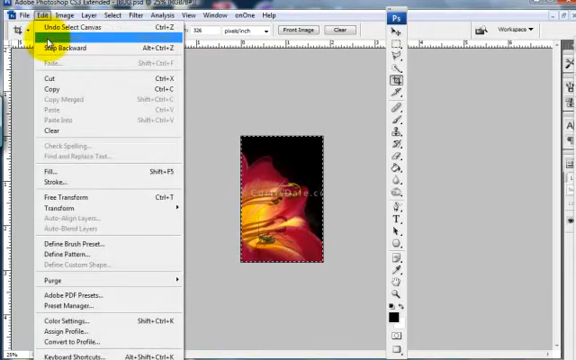 Adobe Photoshop CS3 Extended
File Edit Image Layer Select Filter Analysis View Window onOne Help
326 pixels/inch Front Image Clear Workspace
Ps
Undo Select Canvas Ctrl+Z
Step Backward Alt+Ctrl+Z
Fade... Shift+Ctrl+F
Cut Ctrl+X
Copy Ctrl+C
Copy Merged Shift+Ctrl+C
Paste Ctrl+V
Paste Into Shift+Ctrl+V
Clear
Check Spelling...
Find and Replace Text...
Fill... Shift+F5
Stroke...
Free Transform Ctrl+T
Transform
Auto-Align Layers...
Auto-Blend Layers
Define Brush Preset...
Define Pattern...
Define Custom Shape...
Purge
Adobe PDF Presets...
Preset Manager...
Color Settings... Shift+Ctrl+K
Assign Profile...
Convert to Profile...
Keyboard Shortcuts... Alt+Shift+Ctrl+K